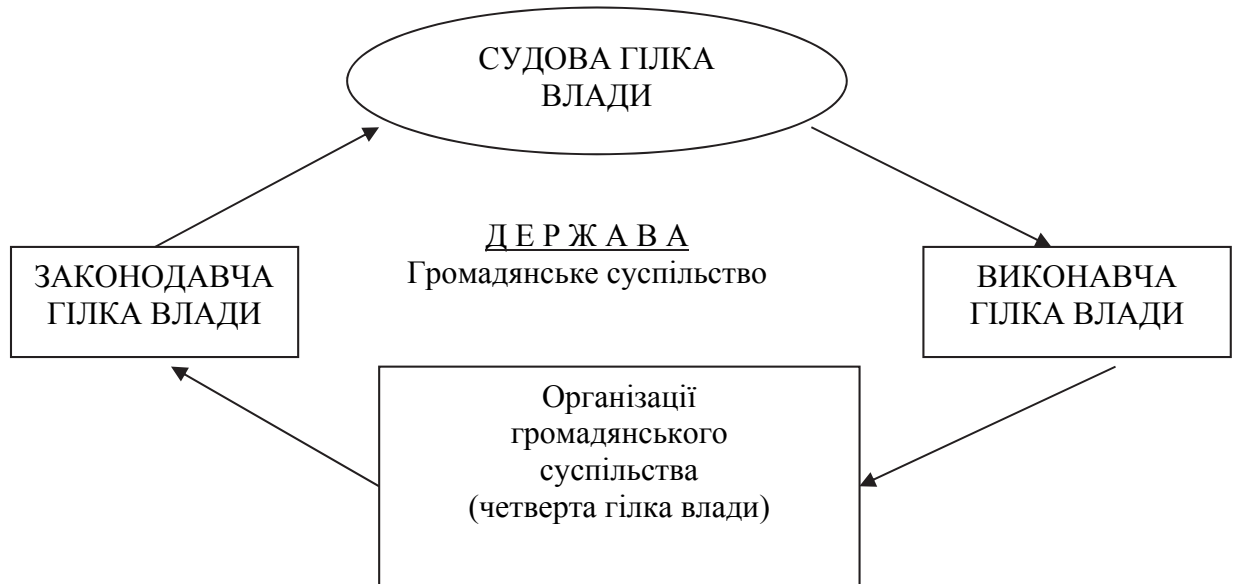 СУДОВА ГІЛКА
ВЛАДИ
Д Е Р Ж А В А
Громадянське суспільство
ЗАКОНОДАВЧА
ГІЛКА ВЛАДИ
ВИКОНАВЧА
ГІЛКА ВЛАДИ
Організації
громадянського
суспільства
(четверта гілка влади)